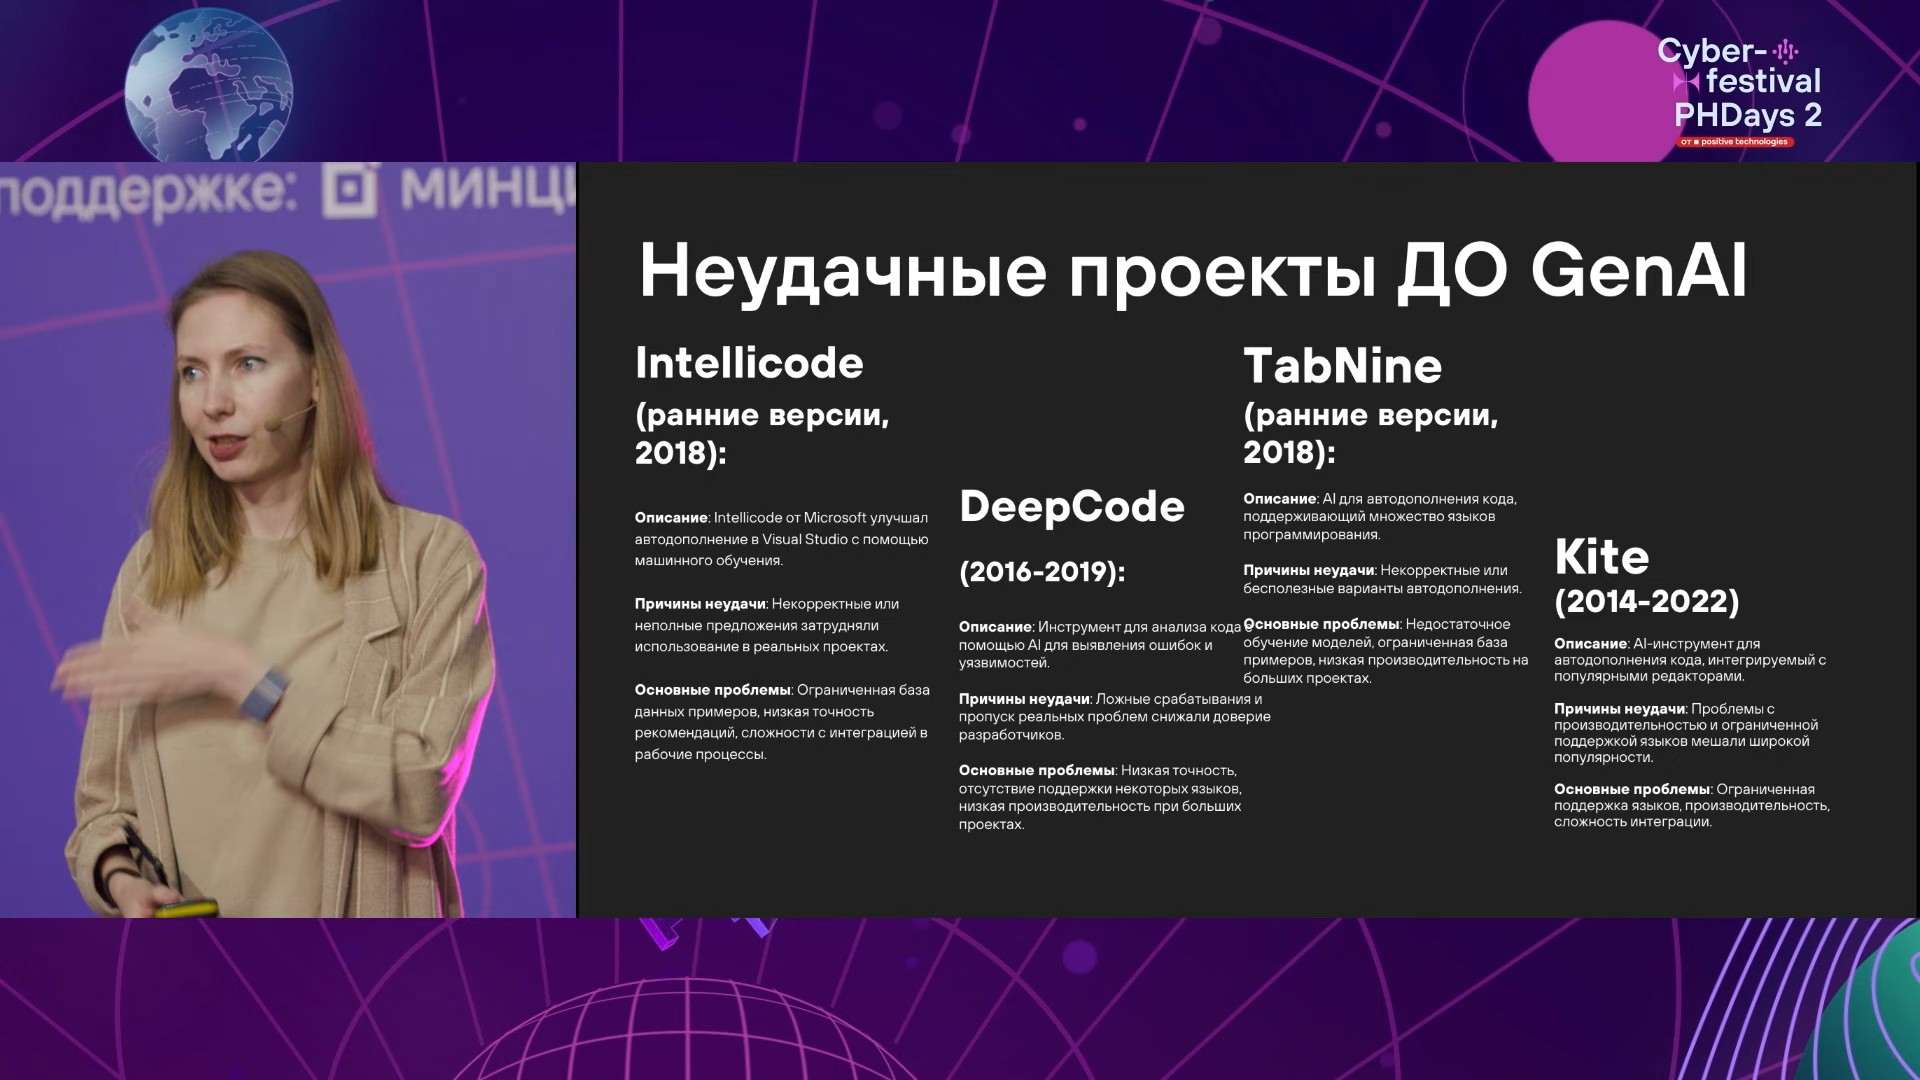 Cyber-
festival
PHDays 2
от positive technologies
поддержке: МИНЦИ
Неудачные проекты ДО GenAI
Intellicode
(ранние версии,
2018):
Описание: Intellicode от Microsoft улучшал
автодополнение в Visual Studio с помощью
машинного обучения.
Причины неудачи: Некорректные или
неполные предложения затрудняли
использование в реальных проектах.
Основные проблемы: Ограниченная база
данных примеров, низкая точность
рекомендаций, сложности с интеграцией в
рабочие процессы.
DeepCode
(2016-2019):
Описание: Инструмент для анализа кода с
помощью AI для выявления ошибок и
уязвимостей.
Причины неудачи: Ложные срабатывания и
пропуск реальных проблем снижали доверие
разработчиков.
Основные проблемы: Низкая точность,
отсутствие поддержки некоторых языков,
низкая производительность при больших
проектах.
TabNine
(ранние версии,
2018):
Описание: AI для автодополнения кода,
поддерживающий множество языков
программирования.
Причины неудачи: Некорректные или
бесполезные варианты автодополнения.
Основные проблемы: Недостаточное
обучение моделей, ограниченная база
примеров, низкая производительность на
больших проектах.
Kite
(2014-2022)
Описание: AI-инструмент для
автодополнения кода, интегрируемый с
популярными редакторами.
Причины неудачи: Проблемы с
производительностью и ограниченной
поддержкой языков мешали широкой
популярности.
Основные проблемы: Ограниченная
поддержка языков, производительность,
сложность интеграции.